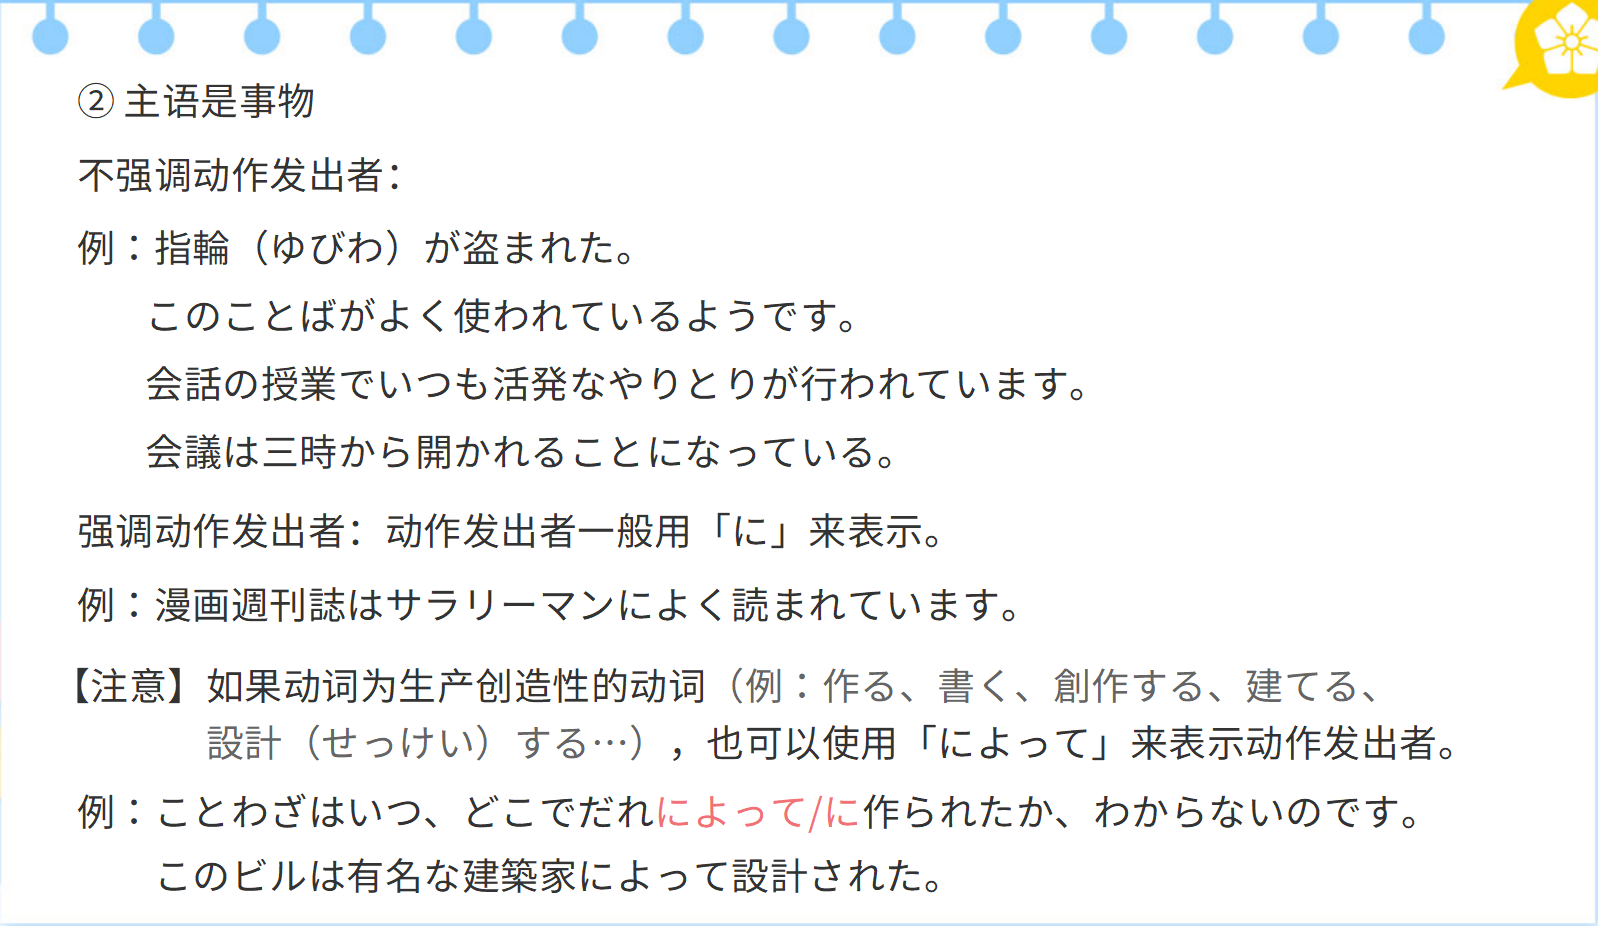 ② 主语是事物
不强调动作发出者：
例：指輪（ゆびわ）が盗まれた。
このことばがよく使われているようです。
会話の授業でいつも活発なやりとりが行われています。
会議は三時から開かれることになっている。
强调动作发出者：动作发出者一般用「に」来表示。
例：漫画週刊誌はサラリーマンによく読まれています。
【注意】如果动词为生产创造性的动词（例：作る、書く、創作する、建てる、
設計（せっけい）する…），也可以使用「によって」来表示动作发出者。
例：ことわざはいつ、どこでだれによって/に作られたか、わからないのです。
このビルは有名な建築家によって設計された。